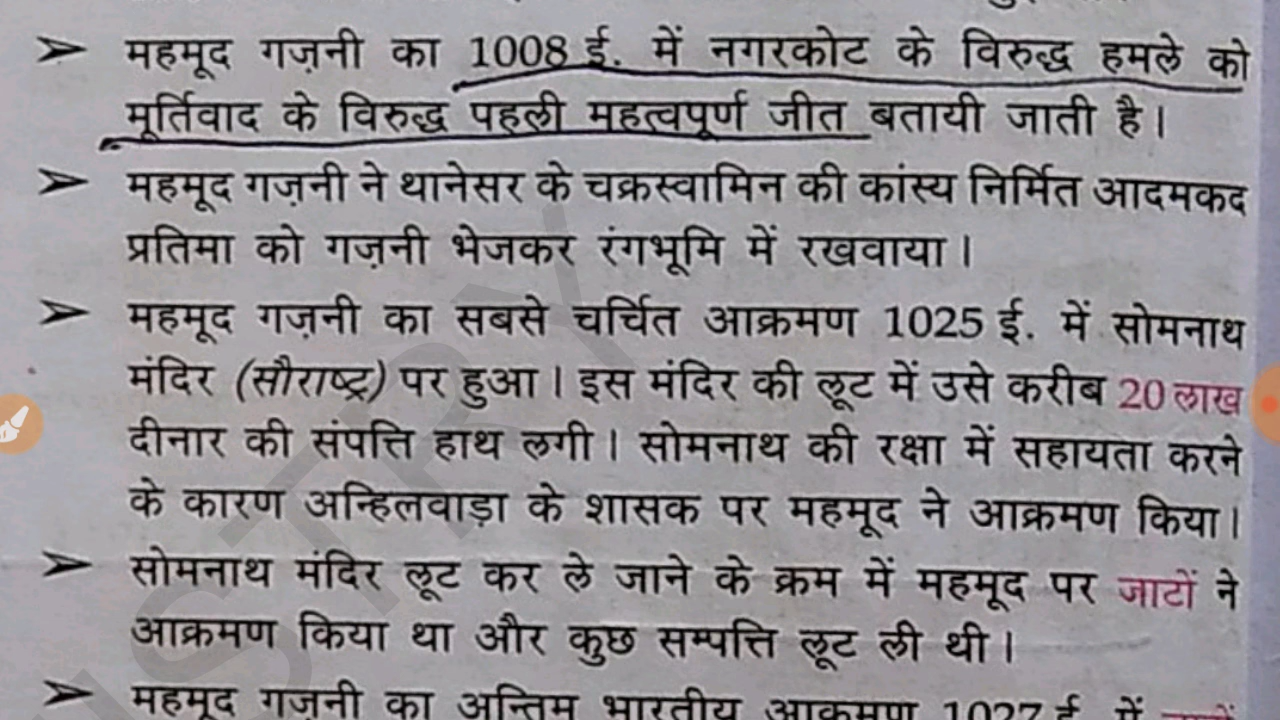 ➢ महमूद गज़नी का 1008 ई. में नगरकोट के विरुद्ध हमले को
मूर्तिवाद के विरुद्ध पहली महत्वपूर्ण जीत बतायी जाती है।
➢ महमूद गज़नी ने थानेसर के चक्रस्वामिन की कांस्य निर्मित आदमकद
प्रतिमा को गज़नी भेजकर रंगभूमि में रखवाया।
➢ महमूद गज़नी का सबसे चर्चित आक्रमण 1025 ई. में सोमनाथ
मंदिर (सौराष्ट्र) पर हुआ। इस मंदिर की लूट में उसे करीब 20 लाख
दीनार की संपत्ति हाथ लगी। सोमनाथ की रक्षा में सहायता करने
के कारण अन्हिलवाड़ा के शासक पर महमूद ने आक्रमण किया।
➢ सोमनाथ मंदिर लूट कर ले जाने के क्रम में महमूद पर जाटों ने
आक्रमण किया था और कुछ सम्पत्ति लूट ली थी।
➢ महमूद गज़नी का अन्तिम भारतीय आक्रमण 1027 ई. में